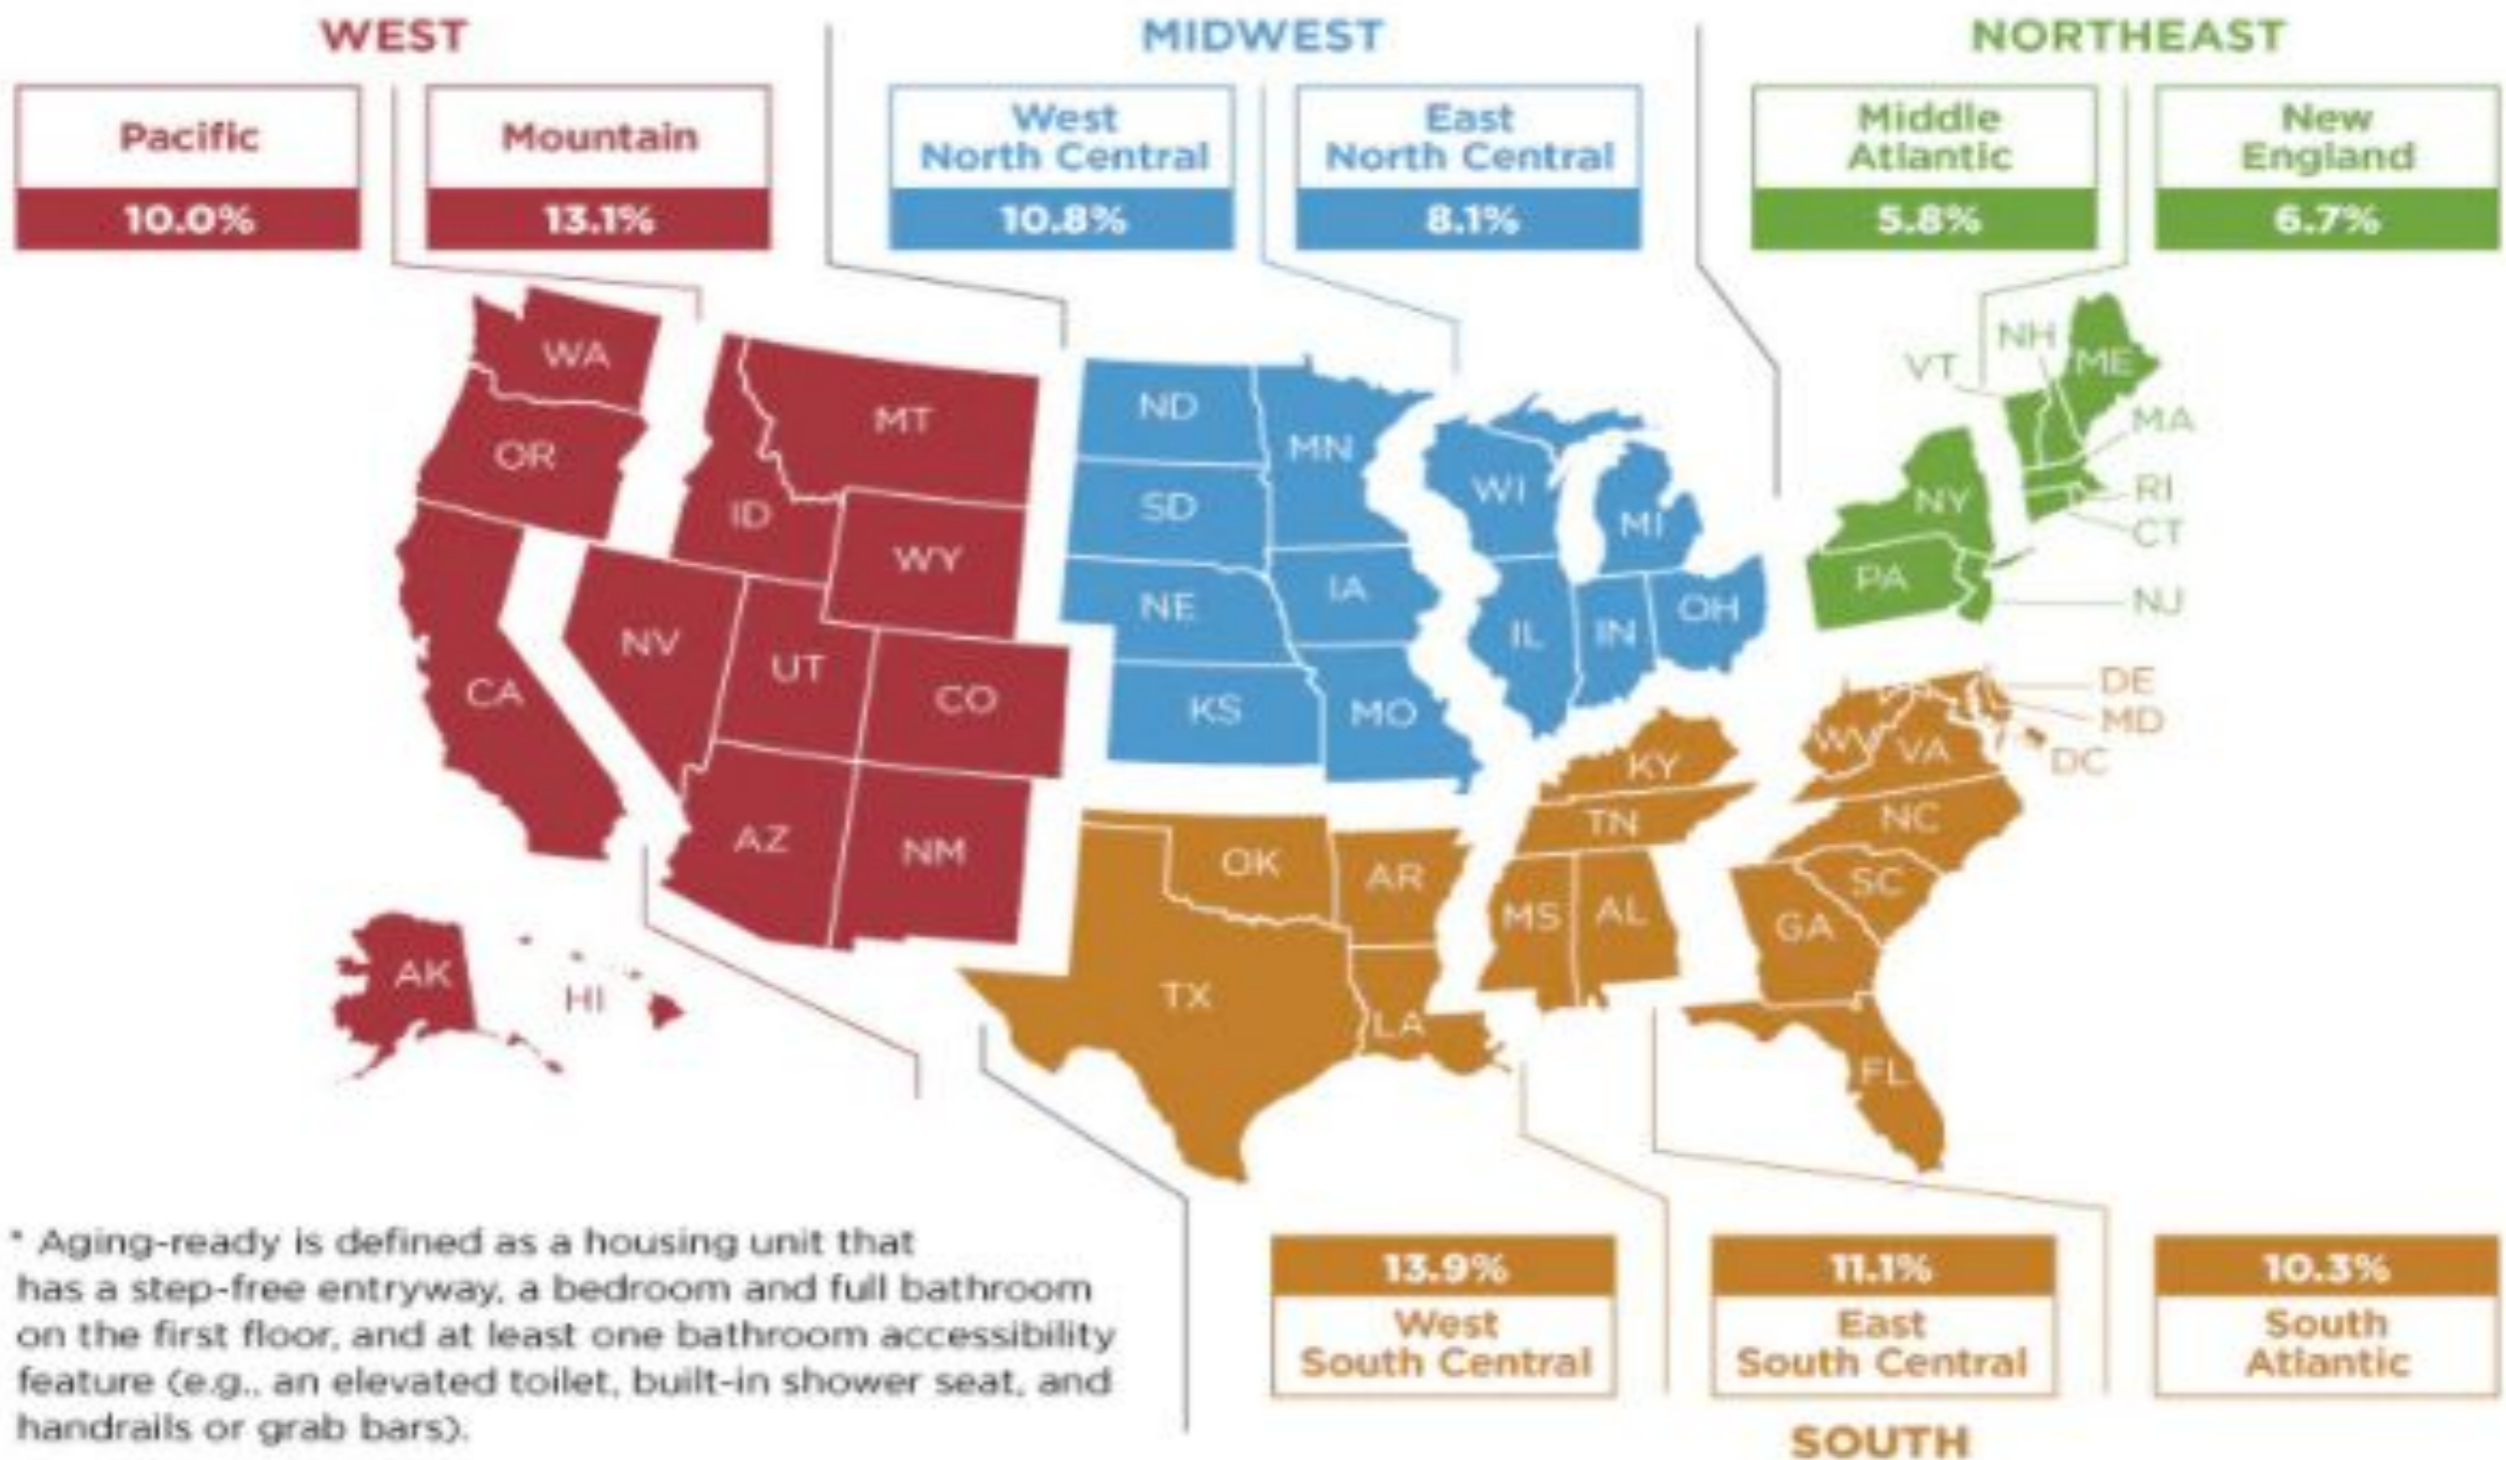 WEST
MIDWEST
NORTHEAST
Pacific
10.0%
Mountain
13.1%
West
North Central
10.8%
East
North Central
8.1%
Middle
Atlantic
5.8%
New
England
6.7%
WA
OR
CA
AK
HI
MT
ID
WY
NV
UT
CO
AZ
NM
ND
MN
SD
NE
IA
KS
MO
WI
MI
IL
IN
OH
NH
VT
ME
MA
NY
RI
CT
PA
NJ
DE
MD
DC
WV
VA
KY
TN
NC
SC
OK
AR
MS
AL
GA
TX
LA
FL
* Aging-ready is defined as a housing unit that
has a step-free entryway, a bedroom and full bathroom
on the first floor, and at least one bathroom accessibility
feature (e.g., an elevated toilet, built-in shower seat, and
handrails or grab bars).
13.9%
West
South Central
11.1%
East
South Central
10.3%
South
Atlantic
SOUTH